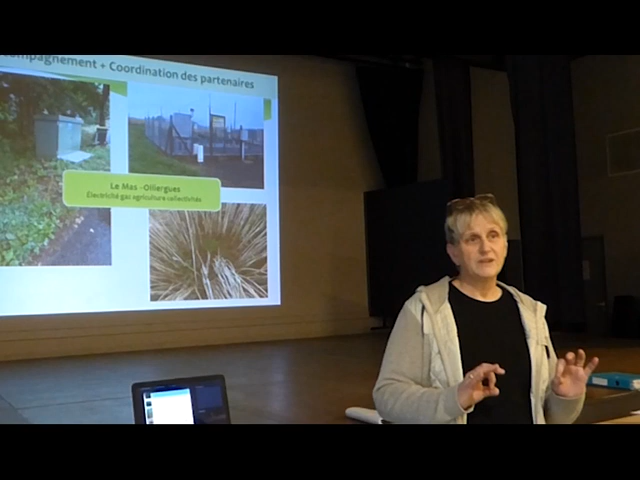 mpagnement + Coordination des partenaires
Le Mas - Ollergues
Electricité gaz agriculture collectivités